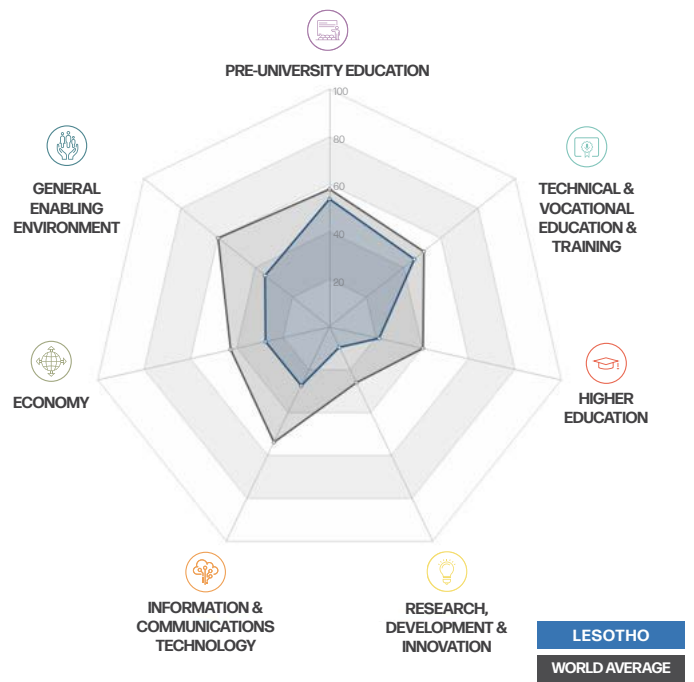 PRE-UNIVERSITY EDUCATION
100
80
60
40
20
GENERAL
ENABLING
ENVIRONMENT
TECHNICAL &
VOCATIONAL
EDUCATION &
TRAINING
ECONOMY
HIGHER
EDUCATION
INFORMATION &
COMMUNICATIONS
TECHNOLOGY
RESEARCH,
DEVELOPMENT &
INNOVATION
LESOTHO
WORLD AVERAGE